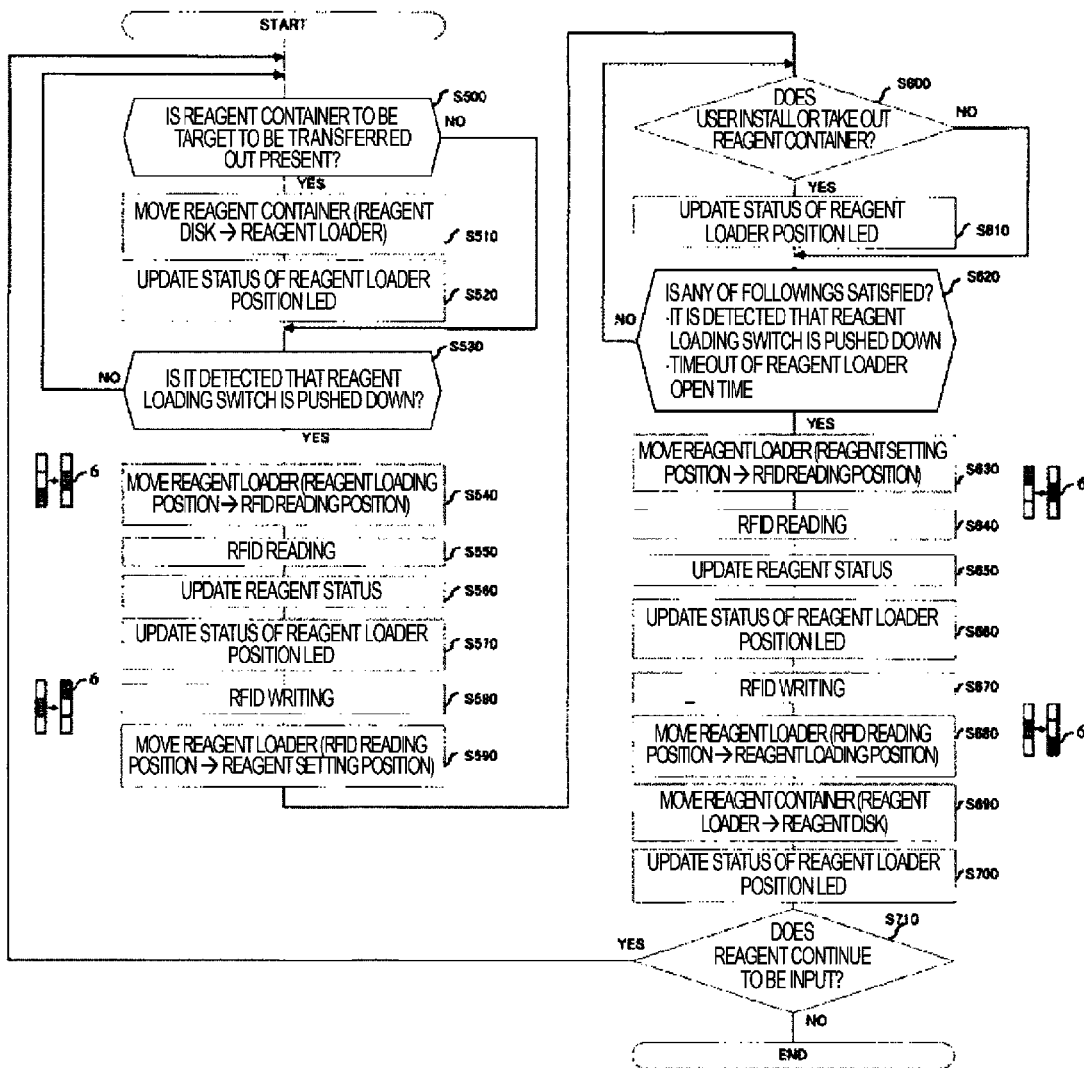 START
S500
IS REAGENT CONTAINER TO BE
TARGET TO BE TRANSFERRED
OUT PRESENT?
NO
YES
MOVE REAGENT CONTAINER (REAGENT
DISK → REAGENT LOADER)
S510
UPDATE STATUS OF REAGENT LOADER
POSITION LED
S520
S530
NO
IS IT DETECTED THAT REAGENT
LOADING SWITCH IS PUSHED DOWN?
YES
6
MOVE REAGENT LOADER (REAGENT LOADING
POSITION → RFID READING POSITION)
S540
RFID READING
S550
UPDATE REAGENT STATUS
S560
UPDATE STATUS OF REAGENT LOADER
POSITION LED
S570
6
RFID WRITING
S580
MOVE REAGENT LOADER (RFID READING
POSITION → REAGENT SETTING POSITION)
S590
S600
DOES
USER INSTALL OR TAKE OUT
REAGENT CONTAINER?
NO
YES
UPDATE STATUS OF REAGENT
LOADER POSITION LED
S610
S620
IS ANY OF FOLLOWINGS SATISFIED?
·IT IS DETECTED THAT REAGENT
LOADING SWITCH IS PUSHED DOWN
·TIMEOUT OF REAGENT LOADER
OPEN TIME
NO
YES
MOVE REAGENT LOADER (REAGENT SETTING
POSITION → RFID READING POSITION)
S630
6
RFID READING
S640
UPDATE REAGENT STATUS
S650
UPDATE STATUS OF REAGENT LOADER
POSITION LED
S660
RFID WRITING
S670
MOVE REAGENT LOADER (RFID READING
POSITION → REAGENT LOADING POSITION)
S680
6
MOVE REAGENT CONTAINER (REAGENT
LOADER → REAGENT DISK)
S690
UPDATE STATUS OF REAGENT LOADER
POSITION LED
S700
S710
YES
DOES
REAGENT CONTINUE
TO BE INPUT?
NO
END